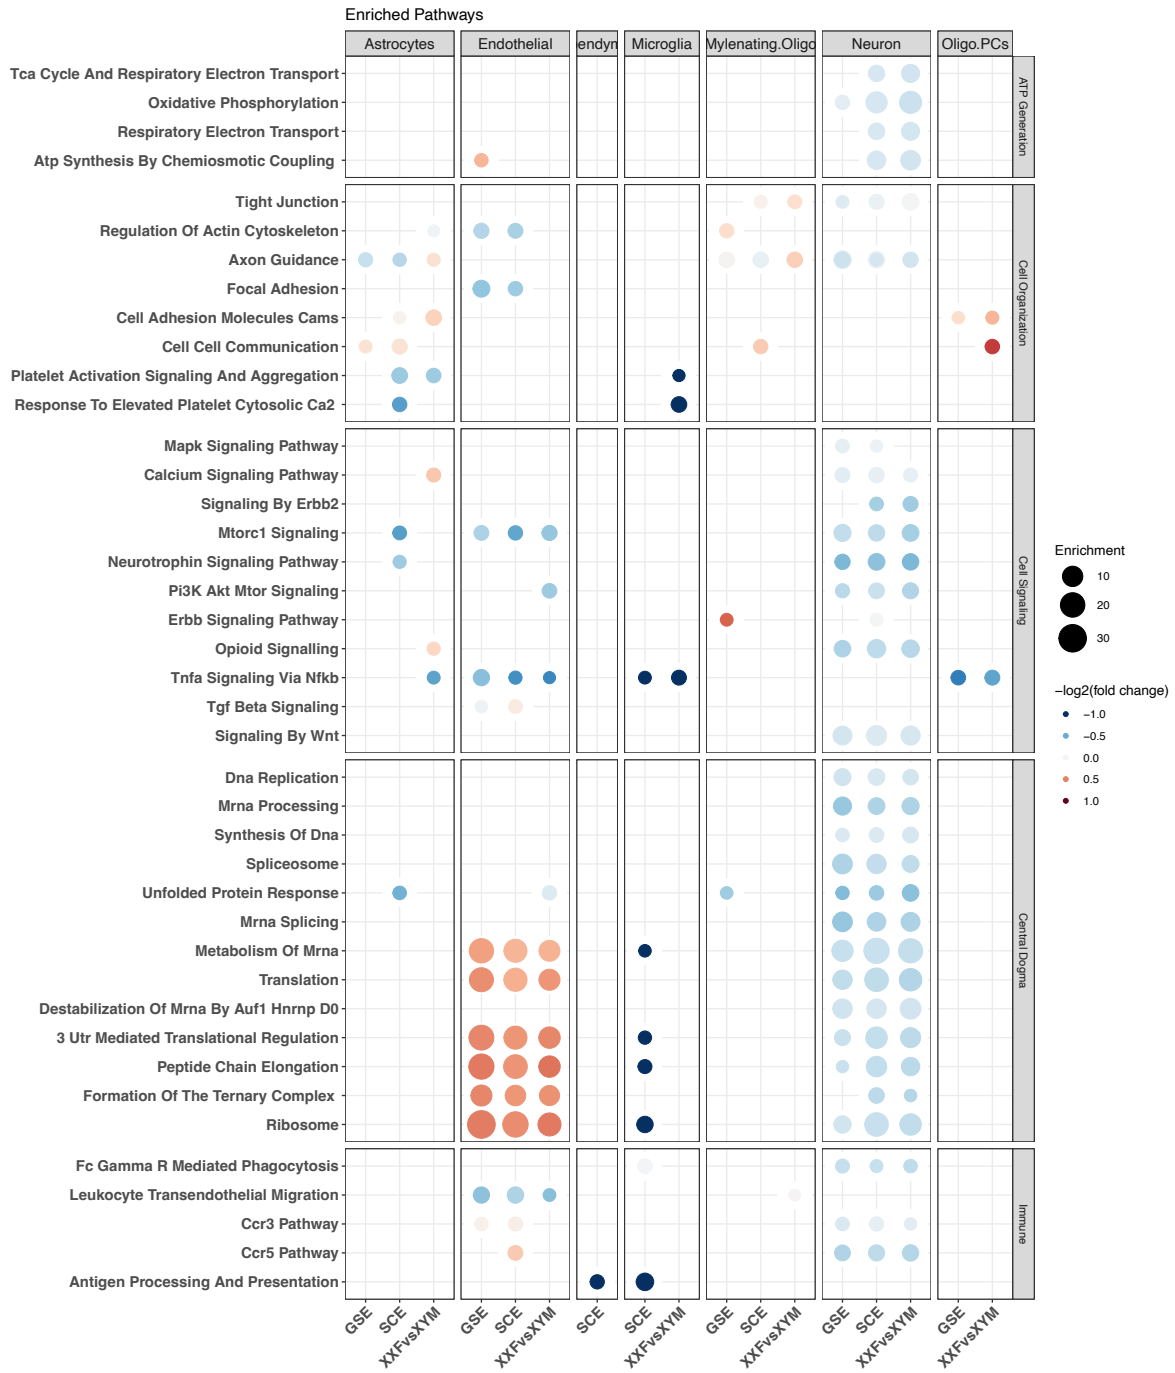 Enriched Pathways
Astrocytes
Endothelial
endyn
Microglia
Mylenating.Oligo
Neuron
Oligo.PCs
Tca Cycle And Respiratory Electron Transport
Oxidative Phosphorylation
Respiratory Electron Transport
Atp Synthesis By Chemiosmotic Coupling
ATP Generation
Tight Junction
Regulation Of Actin Cytoskeleton
Axon Guidance
Focal Adhesion
Cell Adhesion Molecules Cams
Cell Cell Communication
Platelet Activation Signaling And Aggregation
Response To Elevated Platelet Cytosolic Ca2
Cell Organization
Mapk Signaling Pathway
Calcium Signaling Pathway
Signaling By Erbb2
Mtorc1 Signaling
Neurotrophin Signaling Pathway
Pi3K Akt Mtor Signaling
Erbb Signaling Pathway
Opioid Signalling
Tnfa Signaling Via Nfkb
Tgf Beta Signaling
Signaling By Wnt
Cell Signaling
Dna Replication
Mrna Processing
Synthesis Of Dna
Spliceosome
Unfolded Protein Response
Mrna Splicing
Metabolism Of Mrna
Translation
Destabilization Of Mrna By Auf1 Hnrnp D0
3 Utr Mediated Translational Regulation
Peptide Chain Elongation
Formation Of The Ternary Complex
Ribosome
Central Dogma
Fc Gamma R Mediated Phagocytosis
Leukocyte Transendothelial Migration
Ccr3 Pathway
Ccr5 Pathway
Antigen Processing And Presentation
Immune
GSE
SCE
XXFvsXYM
GSE
SCE
XXFvsXYM
SCE
SCE
XXFvsXYM
GSE
SCE
XXFvsXYM
GSE
SCE
XXFvsXYM
GSE
XXFvsXYM
Enrichment
10
20
30
−log2(fold change)
−1.0
−0.5
0.0
0.5
1.0